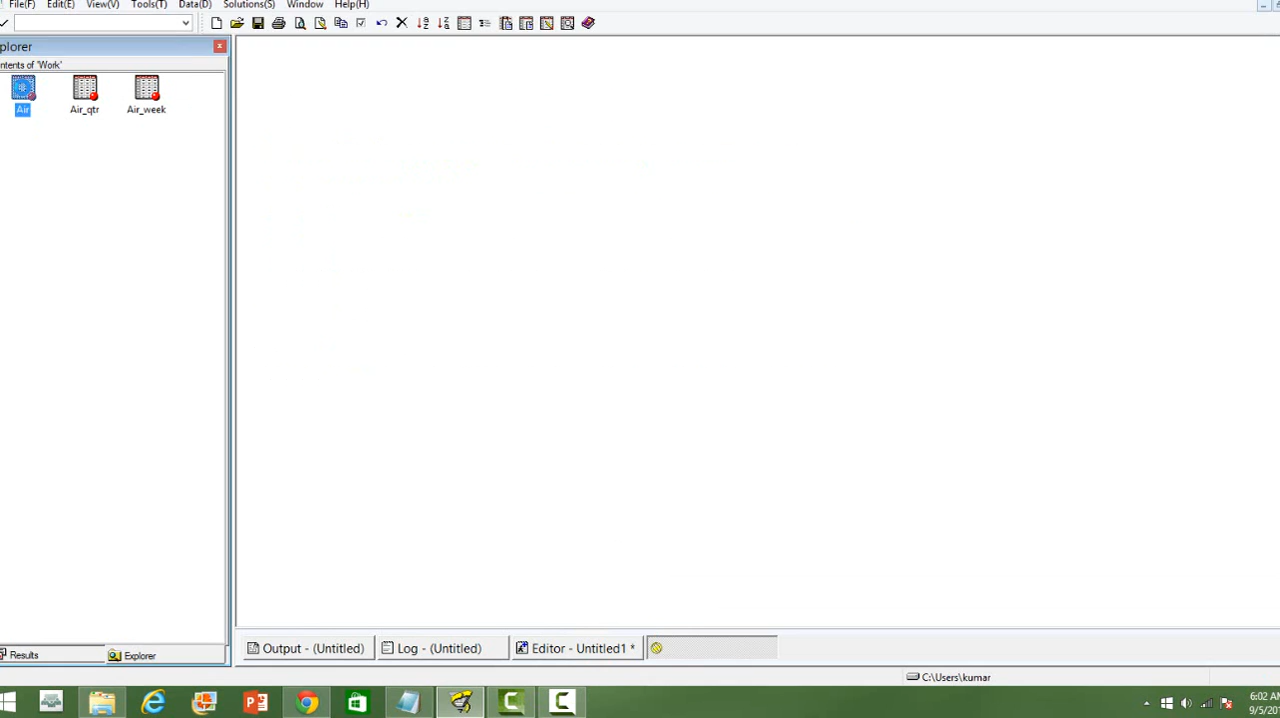 File(F) Edit(E) View(V) Tools(T) Data(D) Solutions(S) Window Help(H)
plorer
ntents of 'Work'
Air Air_qtr Air_week
Results Explorer
Output - (Untitled) Log - (Untitled) Editor - Untitled1 *
C:\Users\kumar
6:02 AM
9/5/20